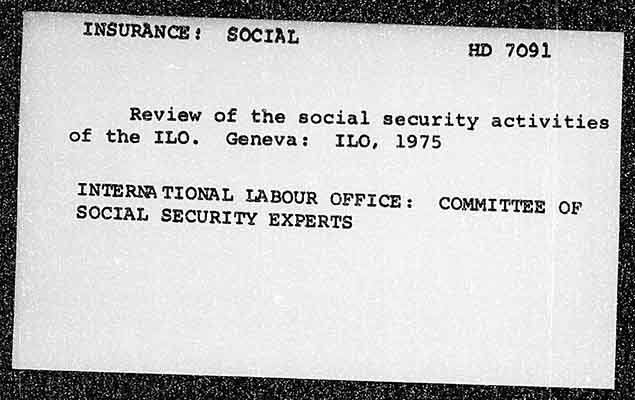 INSURANCE: SOCIAL
HD 7091
Review of the social security activities
of the ILO. Geneva: ILO, 1975
INTERNATIONAL LABOUR OFFICE: COMMITTEE OF
SOCIAL SECURITY EXPERTS